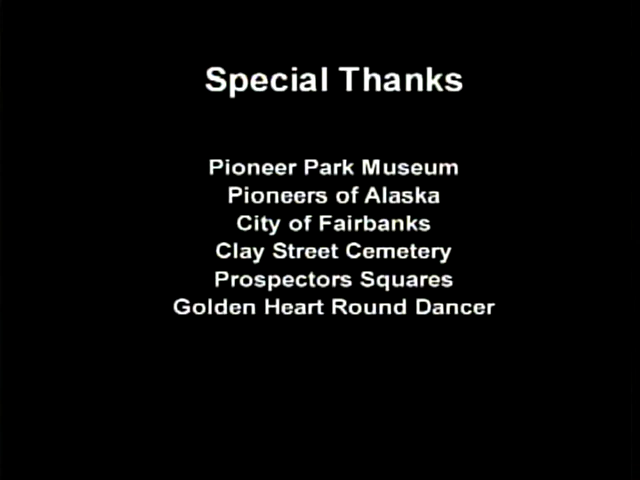 Special Thanks
Pioneer Park Museum
Pioneers of Alaska
City of Fairbanks
Clay Street Cemetery
Prospectors Squares
Golden Heart Round Dancer